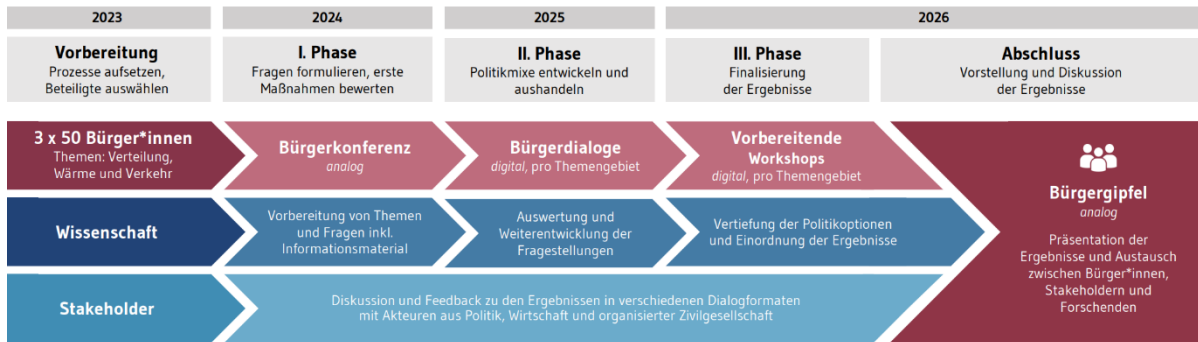 2023
2024
2025
2026
Vorbereitung
Prozesse aufsetzen,
Beteiligte auswählen
I. Phase
Fragen formulieren, erste
Maßnahmen bewerten
II. Phase
Politikmixe entwickeln und
aushandeln
III. Phase
Finalisierung
der Ergebnisse
Abschluss
Vorstellung und Diskussion
der Ergebnisse
3 x 50 Bürger*innen
Themen: Verteilung,
Wärme und Verkehr
Bürgerkonferenz
analog
Bürgerdialoge
digital, pro Themengebiet
Vorbereitende
Workshops
digital, pro Themengebiet
Wissenschaft
Vorbereitung von Themen
und Fragen inkl.
Informationsmaterial
Auswertung und
Weiterentwicklung der
Fragestellungen
Vertiefung der Politikoptionen
und Einordnung der Ergebnisse
Stakeholder
Diskussion und Feedback zu den Ergebnissen in verschiedenen Dialogformaten
mit Akteuren aus Politik, Wirtschaft und organisierter Zivilgesellschaft
Bürgergipfel
analog
Präsentation der
Ergebnisse und Austausch
zwischen Bürger*innen,
Stakeholdern und
Forschenden